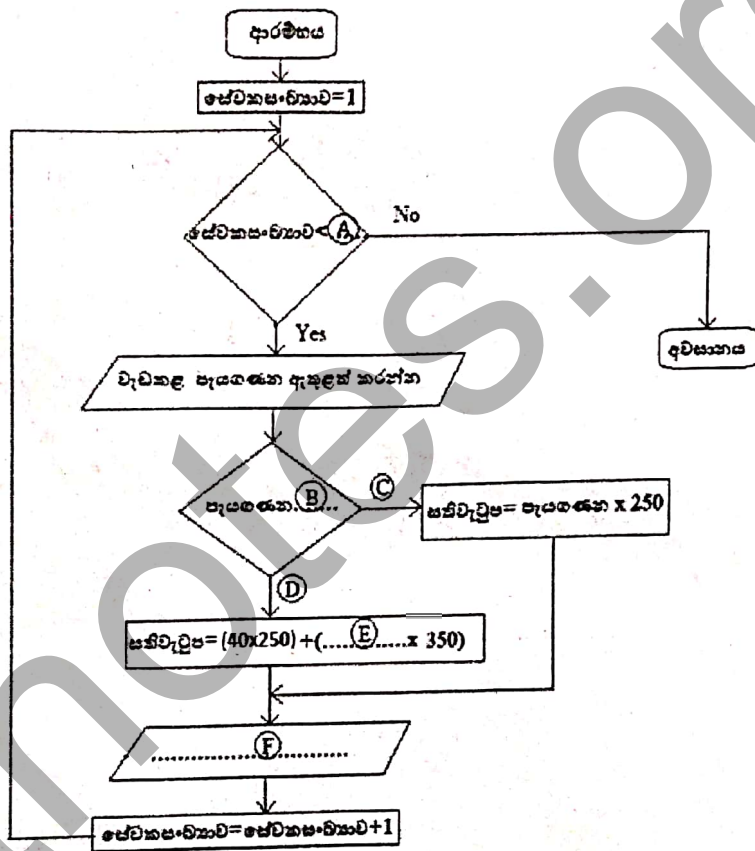 ආරම්භය
සේවකසංඛ්‍යාව=1
සේවකසංඛ්‍යාව< A
No
Yes
අවසානය
වැඩකළ පැයගණන ඇතුළත් කරන්න
පැයගණන B ......
C
සතිවැටුප= පැයගණන x 250
D
සතිවැටුප= (40x250) +(...... E ......x 350)
.................. F ..................
සේවකසංඛ්‍යාව=සේවකසංඛ්‍යාව+1